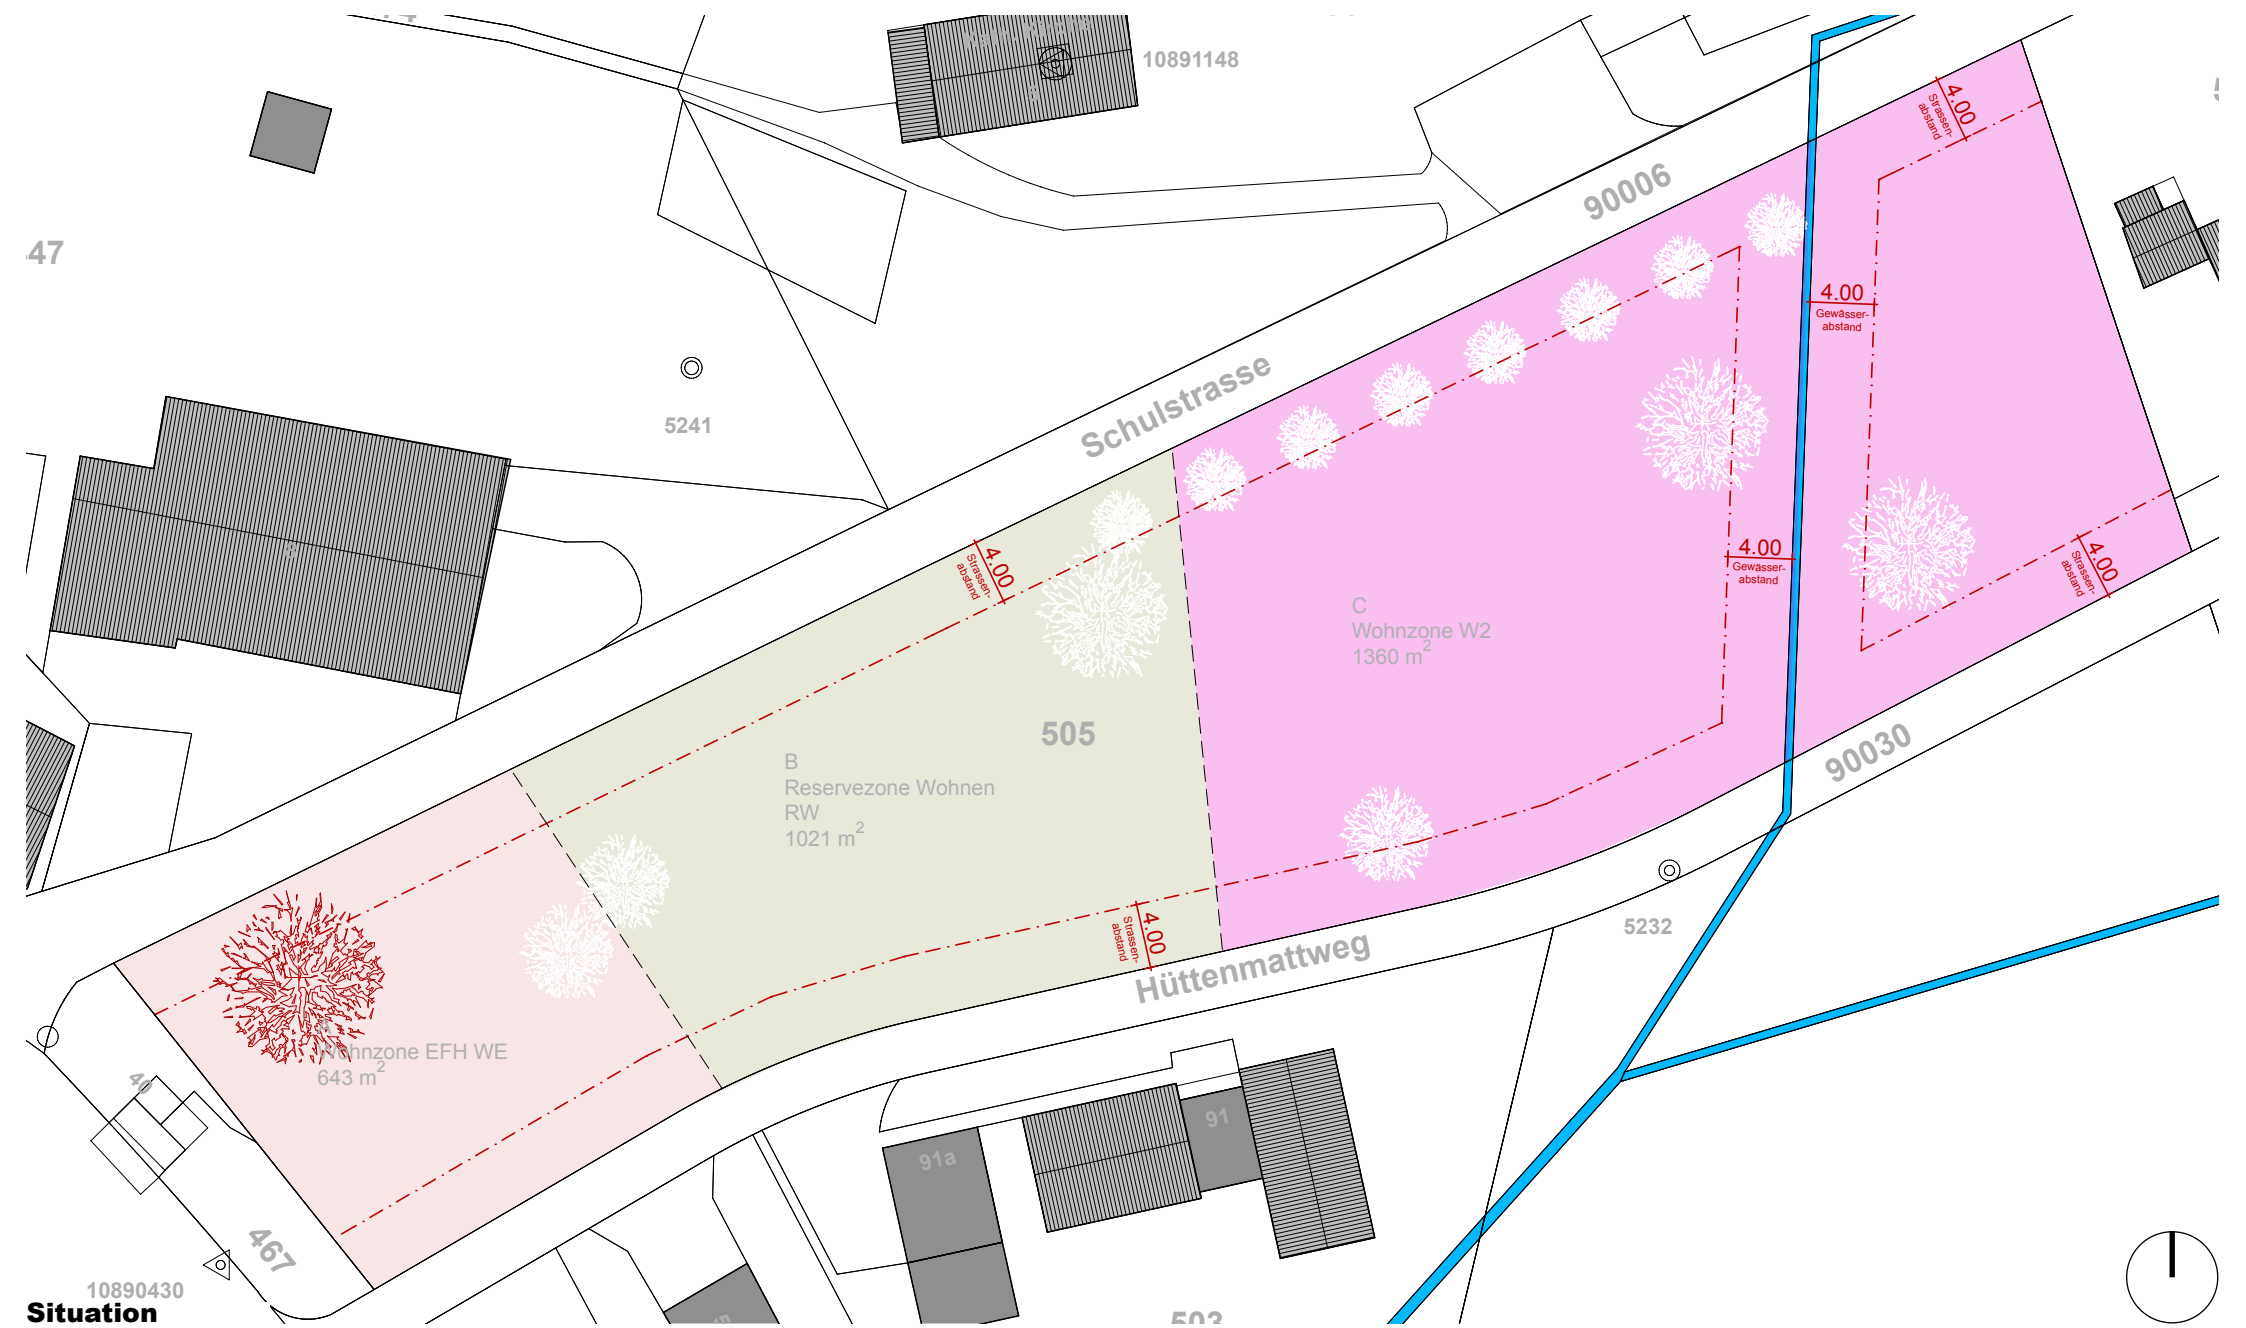 10891148
4.00
Strassen-
abstand
90006
47
4.00
Gewässer-
abstand
Schulstrasse
5241
4.00
Strassen-
abstand
4.00
Gewässer-
abstand
4.00
Strassen-
abstand
C
Wohnzone W2
1360 m²
505
B
Reservezone Wohnen
RW
1021 m²
90030
4.00
Strassen-
abstand
5232
Hüttenmattweg
A
Wohnzone EFH WE
643 m²
40
91
91a
467
10890430
Situation
503